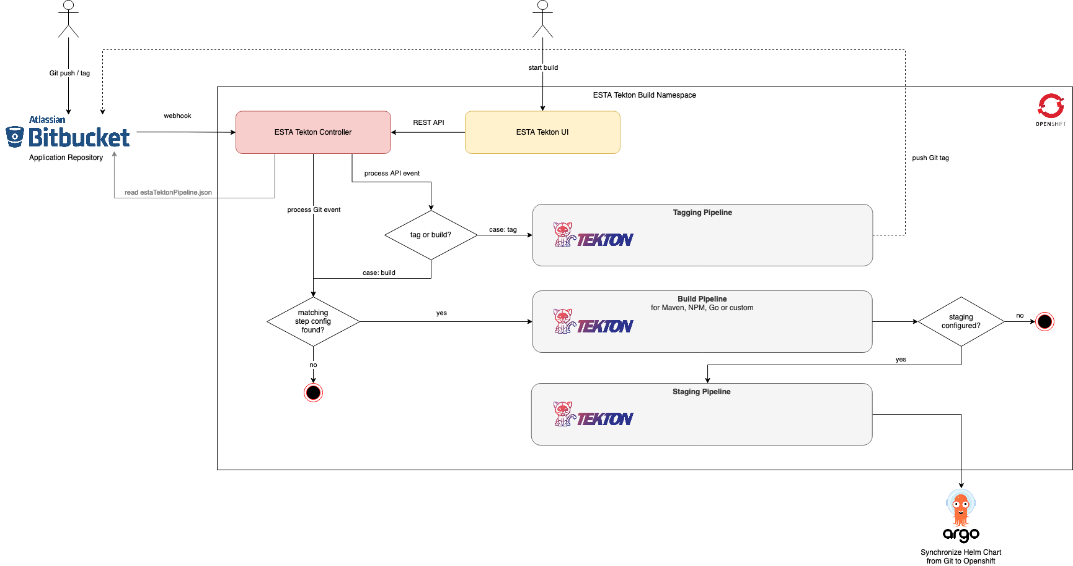 Git push / tag
start build
ESTA Tekton Build Namespace
OPENSHIFT
Atlassian
Bitbucket
Application Repository
webhook
ESTA Tekton Controller
REST API
ESTA Tekton UI
push Git tag
read estaTektonPipeline.json
process API event
process Git event
tag or build?
case: tag
Tagging Pipeline
TEKTON
case: build
matching
step config
found?
yes
Build Pipeline
for Maven, NPM, Go or custom
TEKTON
staging
configured?
no
no
yes
Staging Pipeline
TEKTON
argo
Synchronize Helm Chart
from Git to Openshift